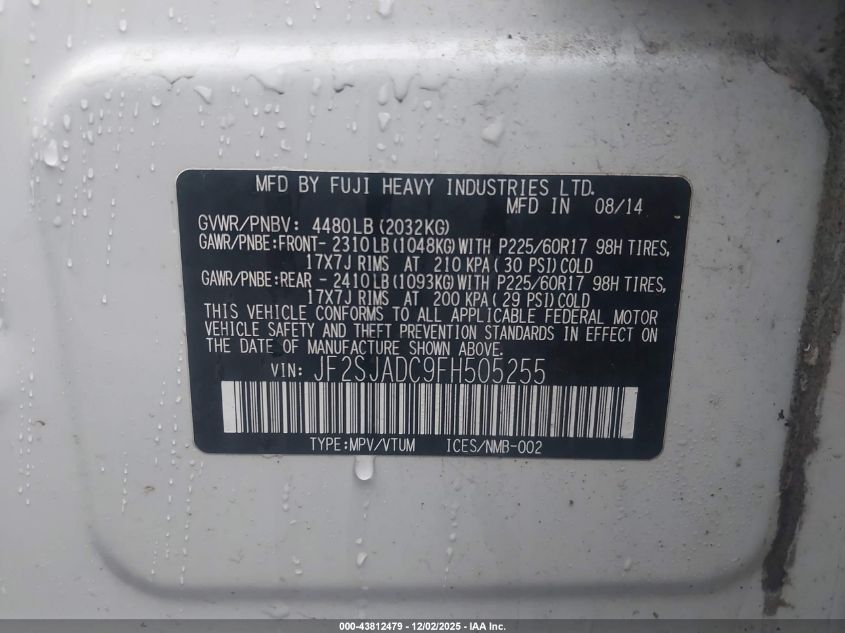 MFD BY FUJI HEAVY INDUSTRIES LTD.
MFD IN 08/14
GVWR/PNBV: 4480LB(2032KG)
GAWR/PNBE:FRONT- 2310LB(1048KG)WITH P225/60R17 98H TIRES,
17X7J RIMS AT 210 KPA(30 PSI)COLD
GAWR/PNBE:REAR - 2410LB(1093KG)WITH P225/60R17 98H TIRES,
17X7J RIMS AT 200 KPA(29 PSI)COLD
THIS VEHICLE CONFORMS TO ALL APPLICABLE FEDERAL MOTOR
VEHICLE SAFETY AND THEFT PREVENTION STANDARDS IN EFFECT ON
THE DATE OF MANUFACTURE SHOWN ABOVE.
VIN: JF2SJADC9FH505255
TYPE:MPV/VTUM ICES/NMB-002
000-43812479 - 12/02/2025 - IAA Inc.